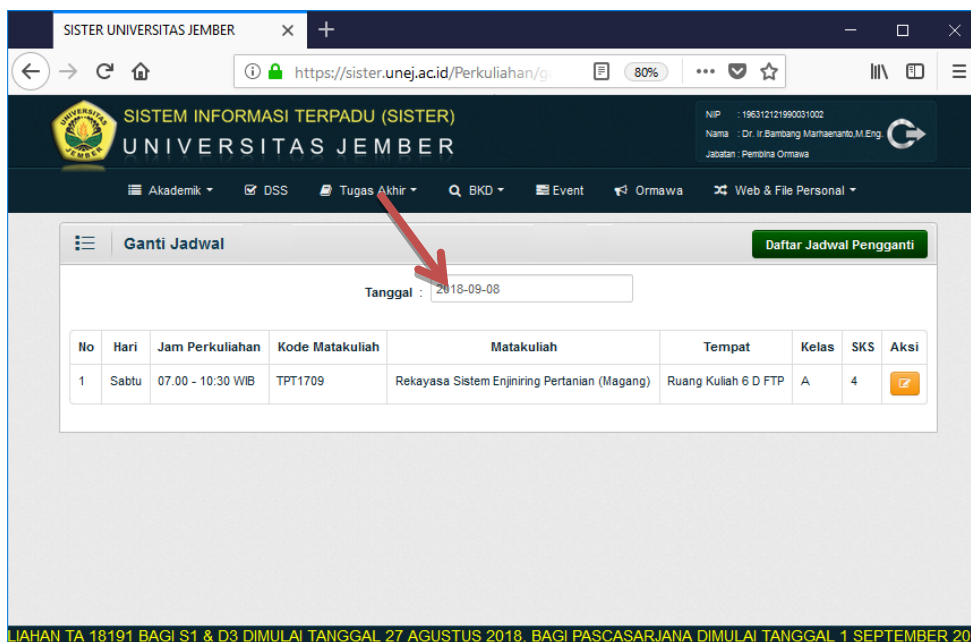 SISTER UNIVERSITAS JEMBER
https://sister.unej.ac.id/Perkuliahan/g
80%
SISTEM INFORMASI TERPADU (SISTER)
UNIVERSITAS JEMBER
NIP : 196312121990031002
Nama : Dr. Ir.Bambang Marhaenanto,M.Eng.
Jabatan : Pembina Ormawa
Akademik DSS Tugas Akhir BKD Event Ormawa Web & File Personal
Ganti Jadwal
Daftar Jadwal Pengganti
Tanggal : 2018-09-08
No Hari Jam Perkuliahan Kode Matakuliah Matakuliah Tempat Kelas SKS Aksi
1 Sabtu 07.00 - 10:30 WIB TPT1709 Rekayasa Sistem Enjiniring Pertanian (Magang) Ruang Kuliah 6 D FTP A 4
LIAHAN TA 18191 BAGI S1 & D3 DIMULAI TANGGAL 27 AGUSTUS 2018, BAGI PASCASARJANA DIMULAI TANGGAL 1 SEPTEMBER 20